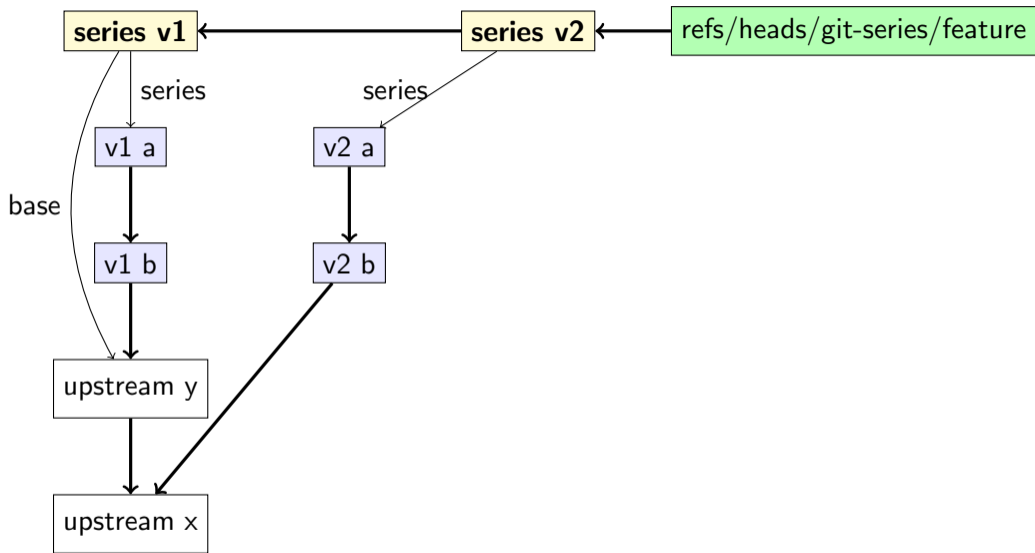 series v1
series v2
refs/heads/git-series/feature
series
series
v1 a
v2 a
base
v1 b
v2 b
upstream y
upstream x